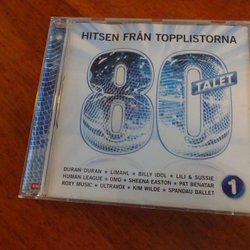 HITSEN FRÅN TOPPLISTORNA
80
TALET
DURAN DURAN ★ LIMAHL ★ BILLY IDOL ★ LILI & SUSSIE
HUMAN LEAGUE ★ OMD ★ SHEENA EASTON ★ PAT BENATAR
ROXY MUSIC ★ ULTRAVOX ★ KIM WILDE ★ SPANDAU BALLET
1